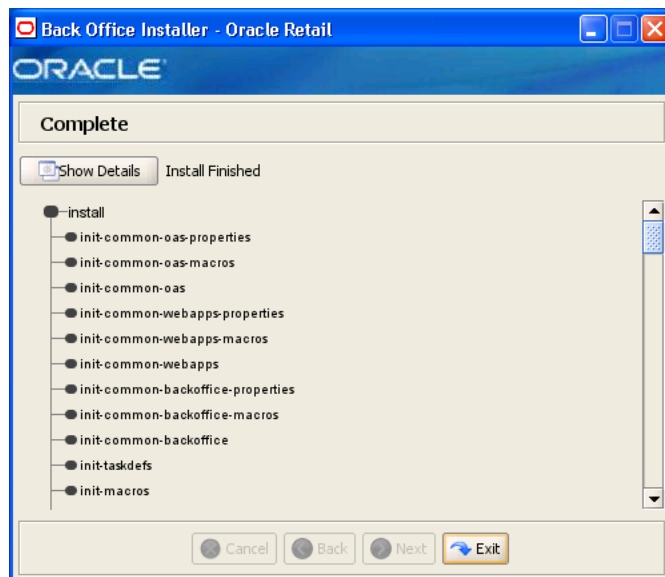 Back Office Installer - Oracle Retail
ORACLE
Complete
Show Details Install Finished
install
init-common-oas-properties
init-common-oas-macros
init-common-oas
init-common-webapps-properties
init-common-webapps-macros
init-common-webapps
init-common-backoffice-properties
init-common-backoffice-macros
init-common-backoffice
init-taskdefs
init-macros
Cancel Back Next Exit